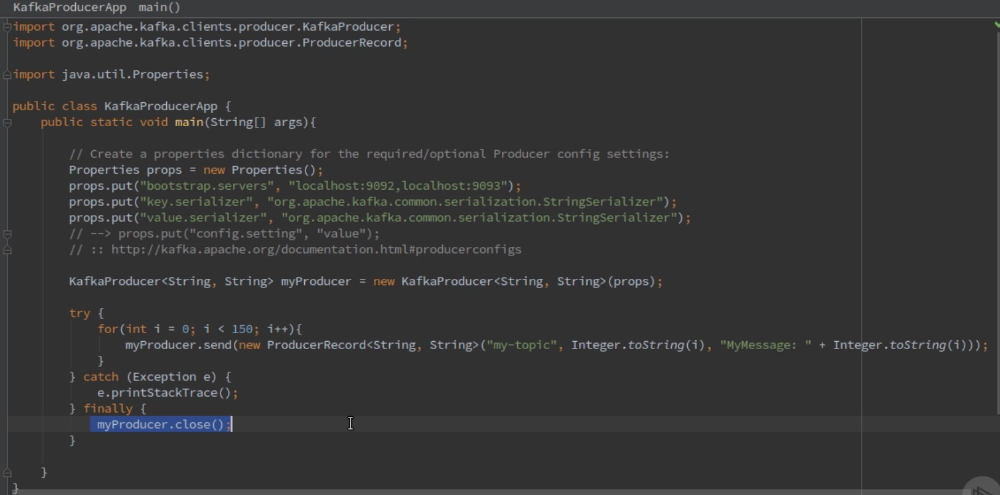 KafkaProducerApp main()
import org.apache.kafka.clients.producer.KafkaProducer;
import org.apache.kafka.clients.producer.ProducerRecord;
import java.util.Properties;
public class KafkaProducerApp {
public static void main(String[] args){
// Create a properties dictionary for the required/optional Producer config settings:
Properties props = new Properties();
props.put("bootstrap.servers", "localhost:9092,localhost:9093");
props.put("key.serializer", "org.apache.kafka.common.serialization.StringSerializer");
props.put("value.serializer", "org.apache.kafka.common.serialization.StringSerializer");
// --> props.put("config.setting", "value");
// :: http://kafka.apache.org/documentation.html#producerconfigs
KafkaProducer<String, String> myProducer = new KafkaProducer<String, String>(props);
try {
for(int i = 0; i < 150; i++){
myProducer.send(new ProducerRecord<String, String>("my-topic", Integer.toString(i), "MyMessage: " + Integer.toString(i)));
}
} catch (Exception e) {
e.printStackTrace();
} finally {
myProducer.close();
}
}
}